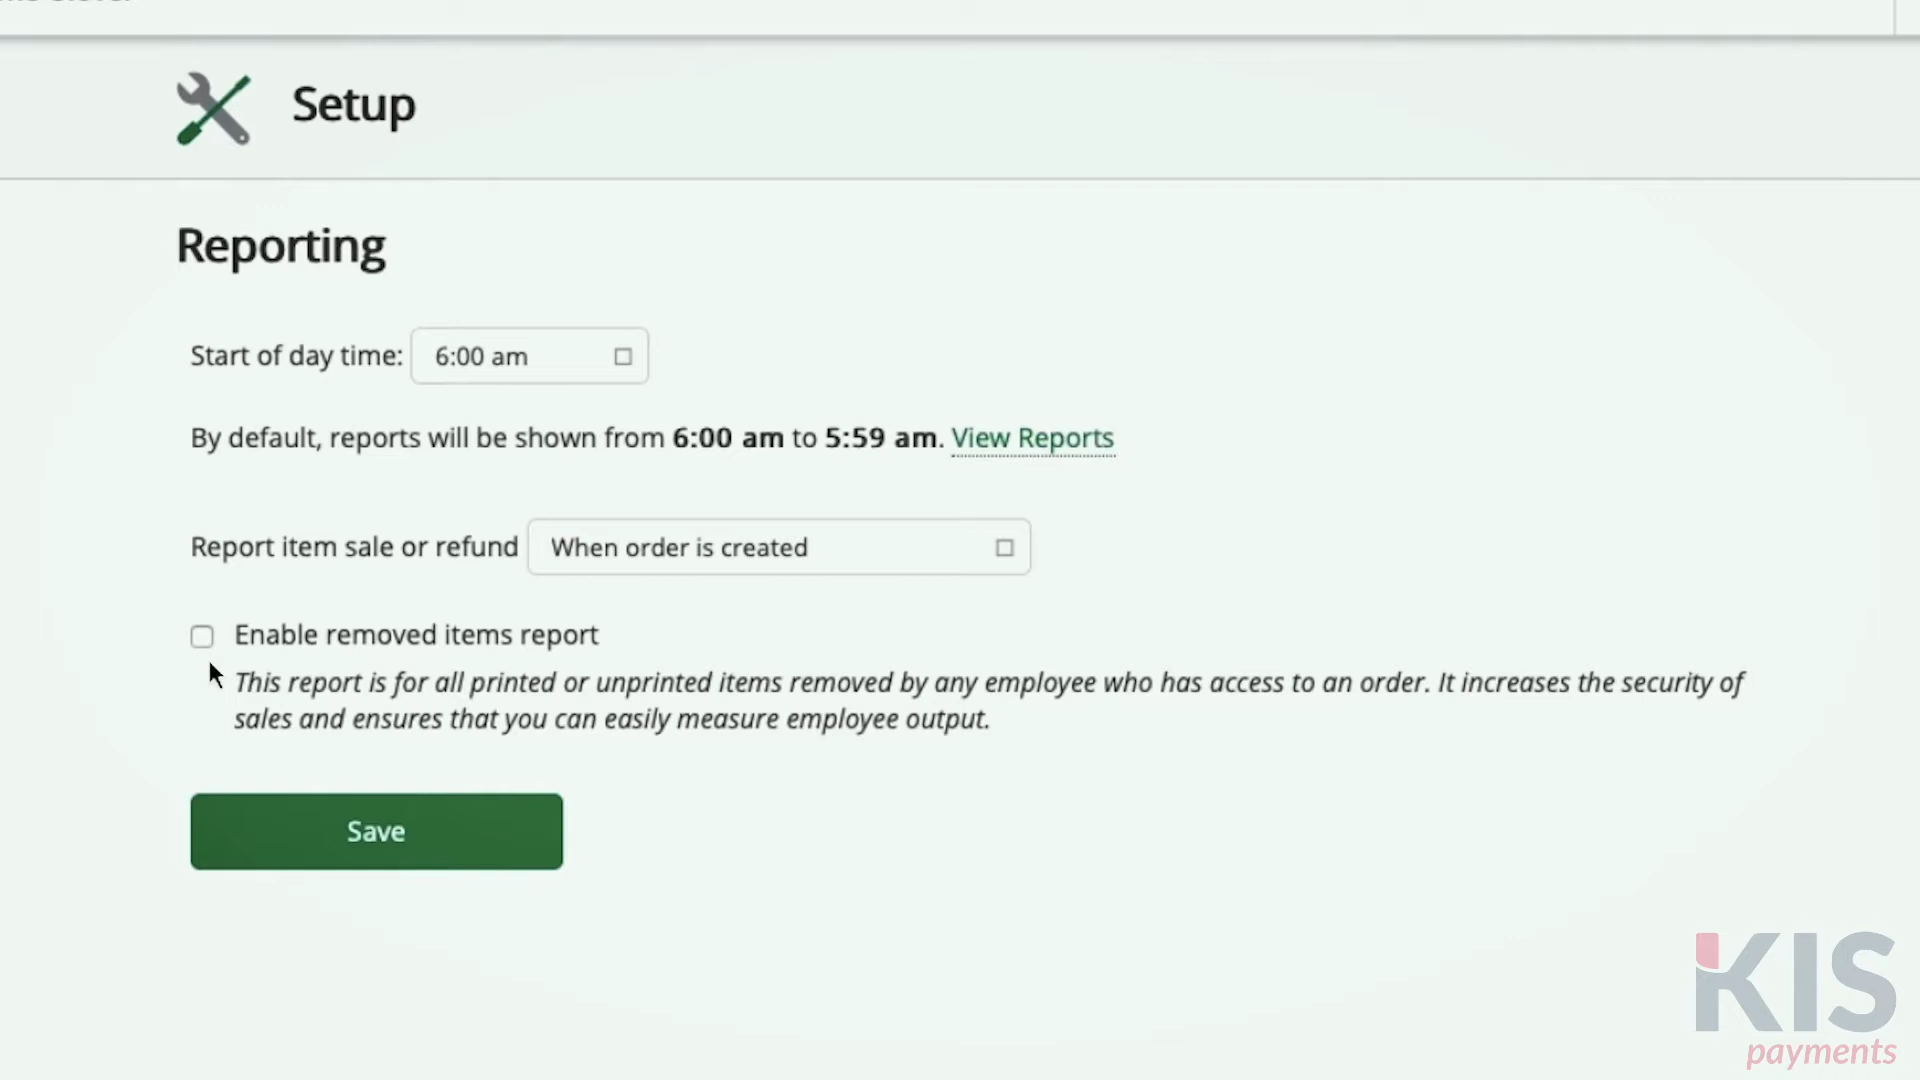 Setup
Reporting
Start of day time: 6:00 am
By default, reports will be shown from 6:00 am to 5:59 am. View Reports
Report item sale or refund When order is created
Enable removed items report
This report is for all printed or unprinted items removed by any employee who has access to an order. It increases the security of
sales and ensures that you can easily measure employee output.
Save
KIS
payments